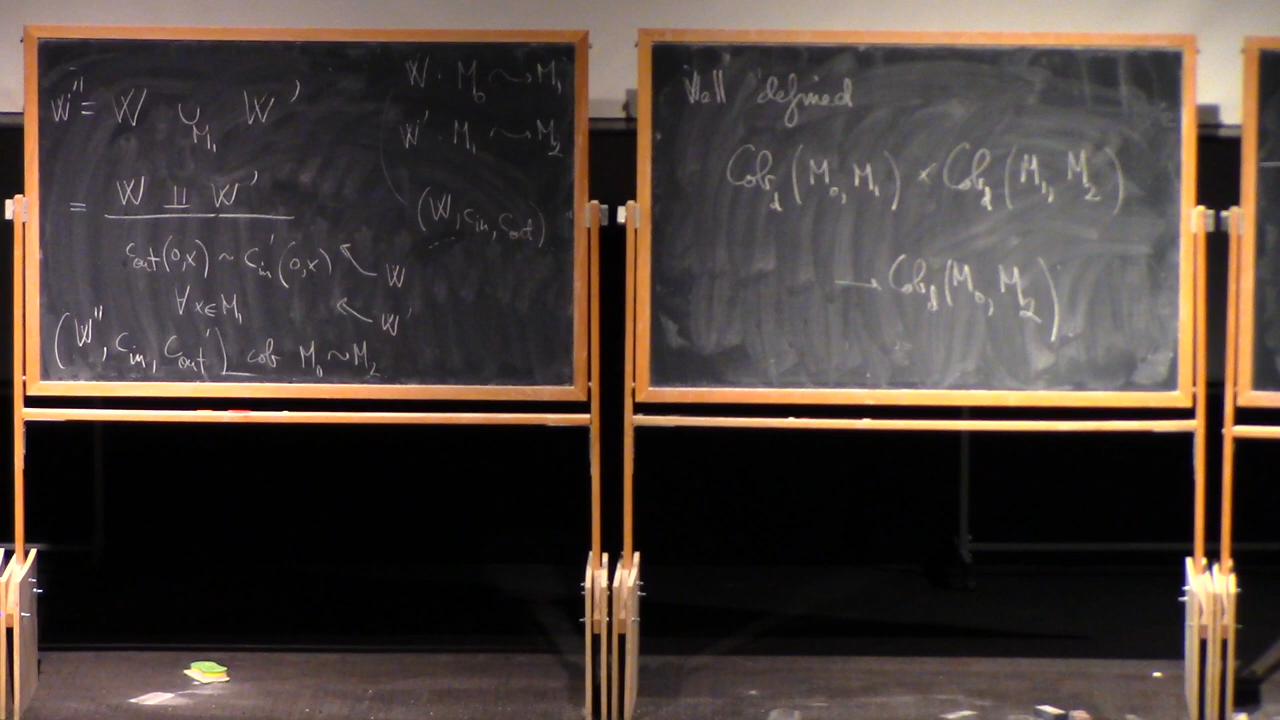 W'' = W ∪_{M_1} W'
= W ⨿ W'
c_out(0,x) ~ c'_in(0,x)
∀ x∈M_1
(W'', c_in, c'_out) cob M_0 ~ M_2
W : M_0 ⤳ M_1
W' : M_1 ⤳ M_2
(W, c_in, c_out)
W
W'
Well defined
Cob_d (M_0, M_1) × Cob_d (M_1, M_2)
→ Cob_d (M_0, M_2)